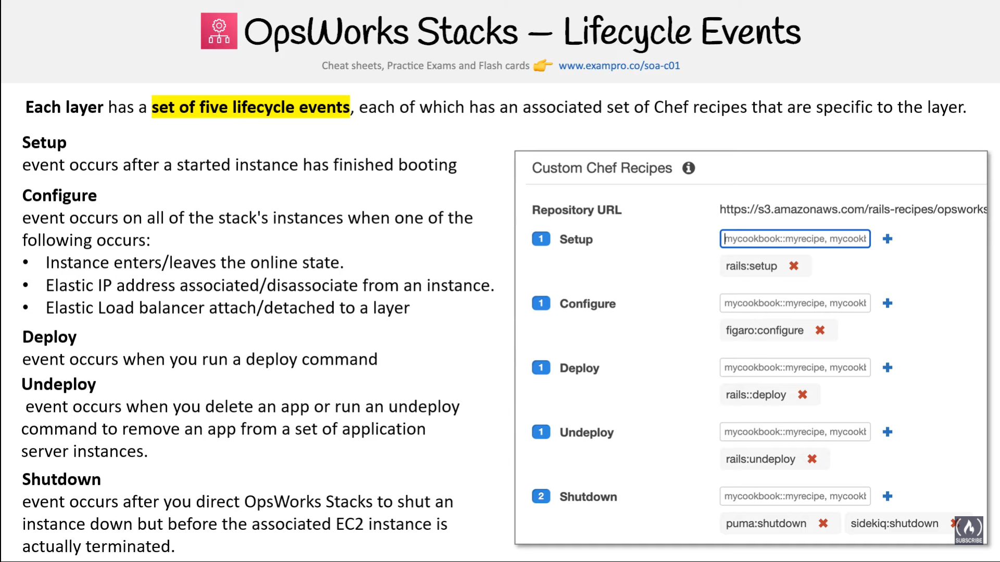 OpsWorks Stacks – Lifecycle Events
Cheat sheets, Practice Exams and Flash cards 👉 www.exampro.co/soa-c01
Each layer has a set of five lifecycle events, each of which has an associated set of Chef recipes that are specific to the layer.
Setup
event occurs after a started instance has finished booting
Configure
event occurs on all of the stack's instances when one of the
following occurs:
• Instance enters/leaves the online state.
• Elastic IP address associated/disassociate from an instance.
• Elastic Load balancer attach/detached to a layer
Deploy
event occurs when you run a deploy command
Undeploy
event occurs when you delete an app or run an undeploy
command to remove an app from a set of application
server instances.
Shutdown
event occurs after you direct OpsWorks Stacks to shut an
instance down but before the associated EC2 instance is
actually terminated.
Custom Chef Recipes
Repository URL https://s3.amazonaws.com/rails-recipes/opsworks
1 Setup mycookbook::myrecipe, mycookb
rails:setup
1 Configure mycookbook::myrecipe, mycookb
figaro:configure
1 Deploy mycookbook::myrecipe, mycookb
rails::deploy
1 Undeploy mycookbook::myrecipe, mycookb
rails:undeploy
2 Shutdown mycookbook::myrecipe, mycookb
puma:shutdown sidekiq:shutdown
SUBSCRIBE